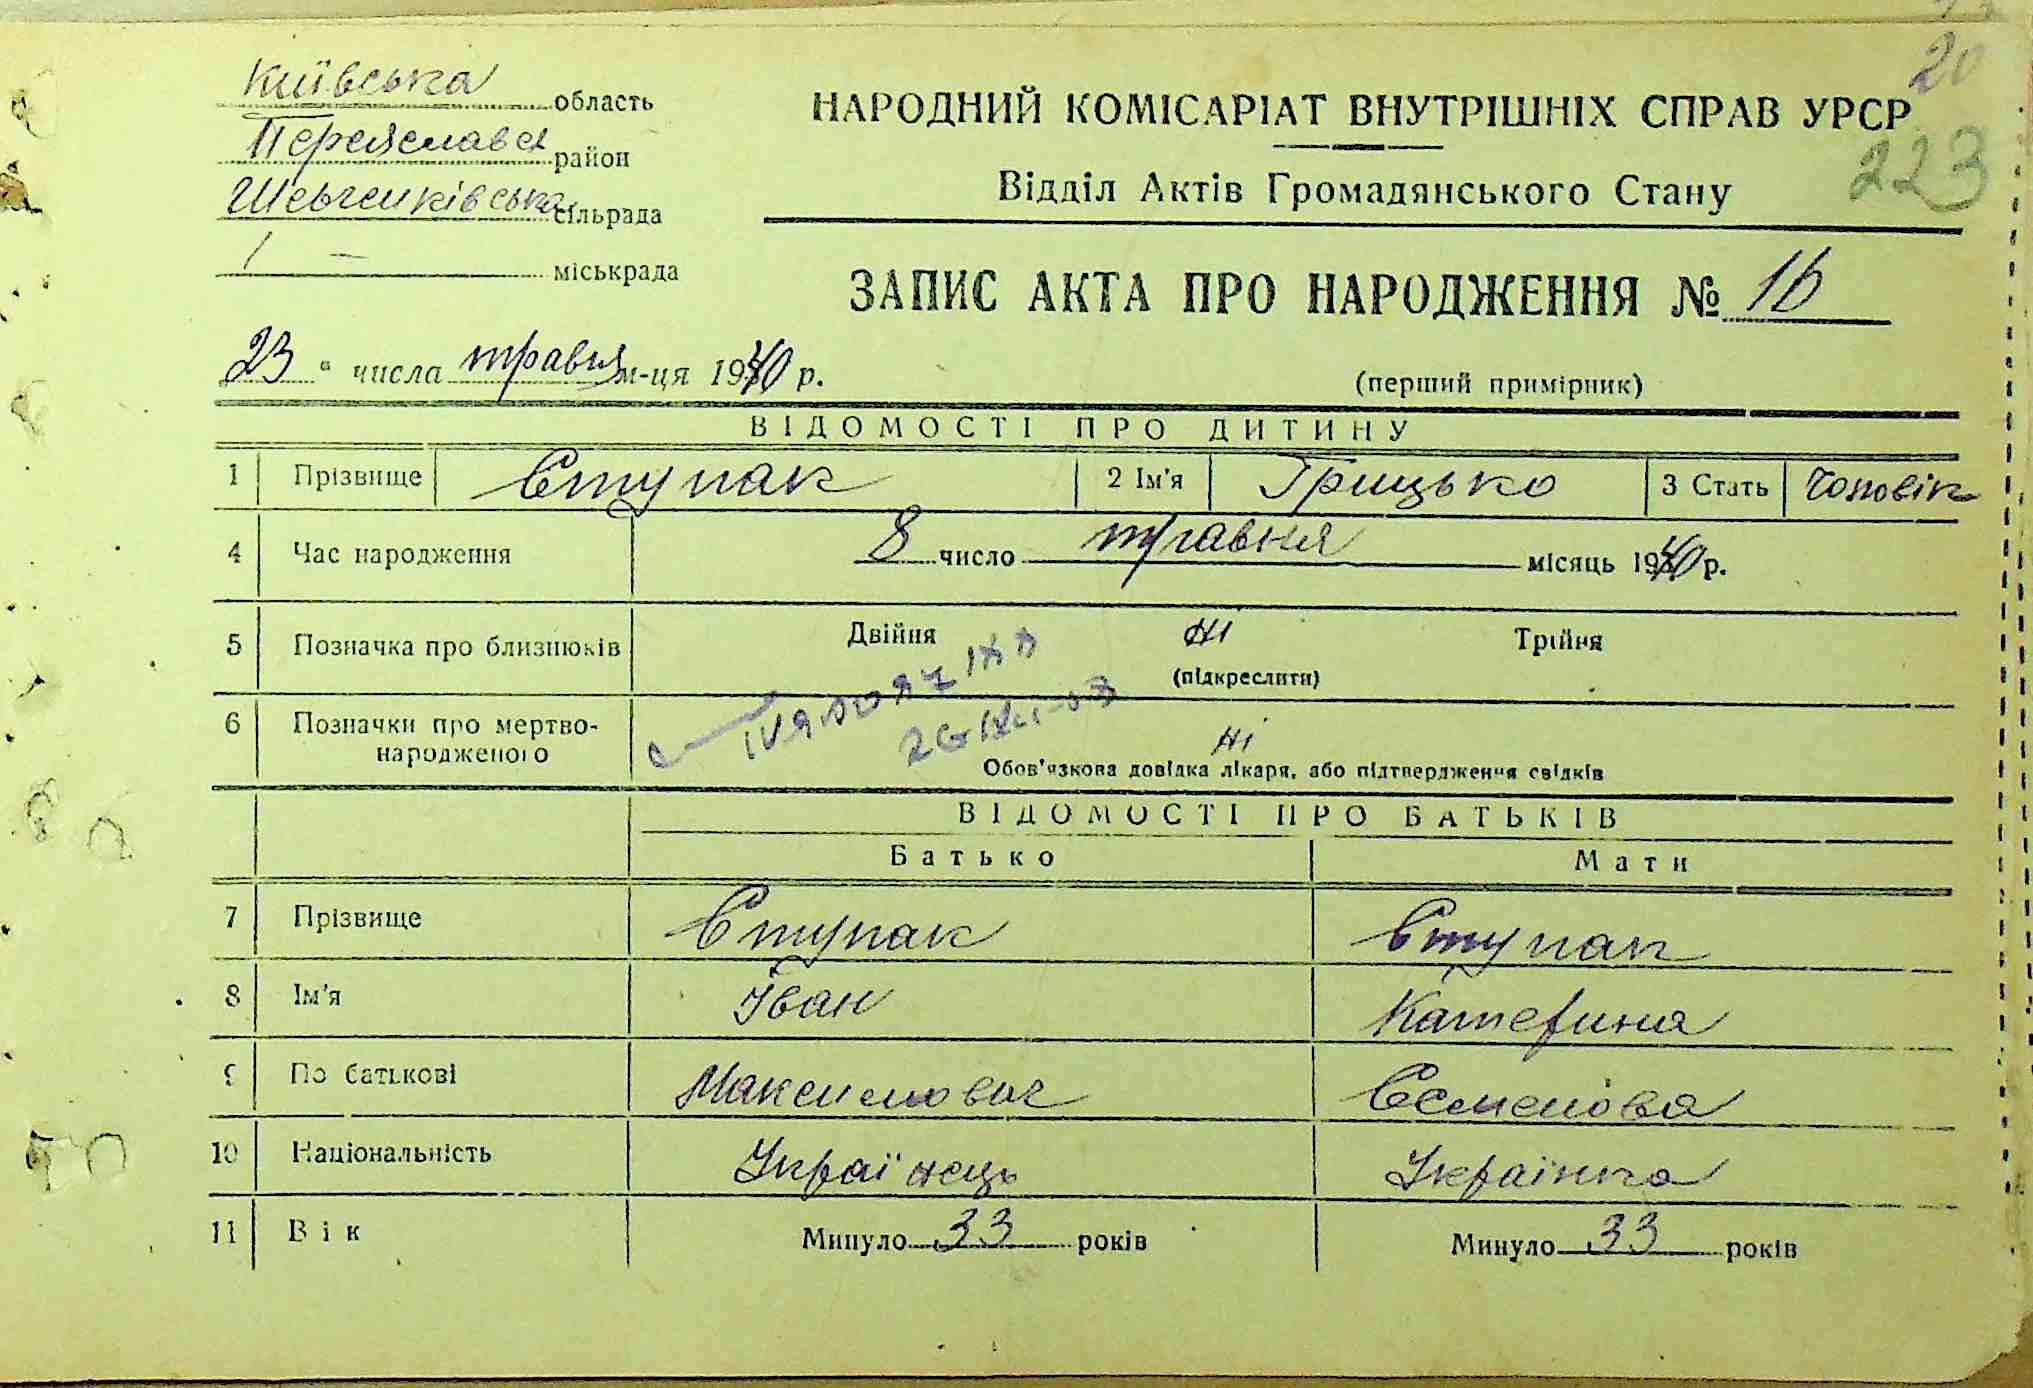 20
Київська область
НАРОДНИЙ КОМІСАРІАТ ВНУТРІШНІХ СПРАВ УРСР
223
Переяслався район
Відділ Актів Громадянського Стану
Шевченківська сільрада
міськрада
ЗАПИС АКТА ПРО НАРОДЖЕННЯ № 16
23 " числа травня м-ця 1940 р.
(перший примірник)
ВІДОМОСТІ ПРО ДИТИНУ
1 Прізвище Ступак 2 Ім'я Грицько 3 Стать Чоловік
4 Час народження 8 число травня місяць 1940 р.
5 Позначка про близнюків Двійня ні Трійня
(підкреслити)
6 Позначки про мертво-
народженого ні
Обов'язкова довідка лікаря, або підтвердження свідків
ВІДОМОСТІ ПРО БАТЬКІВ
Батько Мати
7 Прізвище Ступак Ступак
8 Ім'я Іван Катерина
9 По батькові Максимович Семенова
10 Національність Українець Українка
11 Вік Минуло 33 років Минуло 33 років